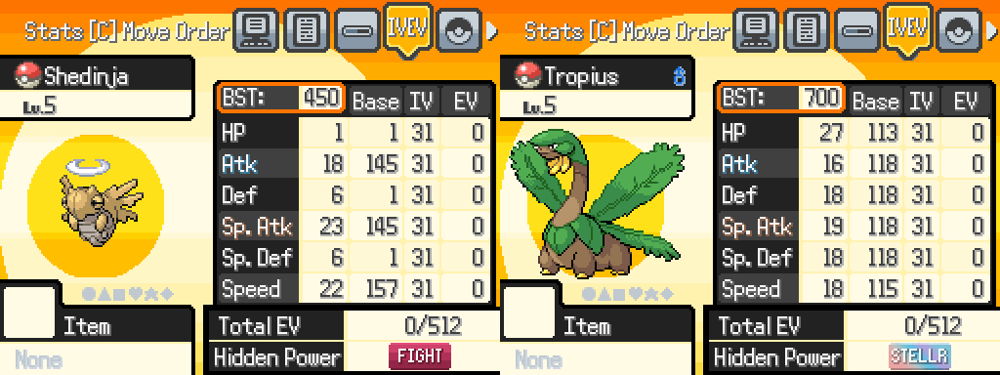 Stats [C] Move Order IVEV
Shedinja
Lv.5
BST: 450 Base IV EV
HP 1 1 31 0
Atk 18 145 31 0
Def 6 1 31 0
Sp. Atk 23 145 31 0
Sp. Def 6 1 31 0
Speed 22 157 31 0
Item
None
Total EV 0/512
Hidden Power FIGHT
Stats [C] Move Order IVEV
Tropius
Lv.5
BST: 700 Base IV EV
HP 27 113 31 0
Atk 16 118 31 0
Def 18 118 31 0
Sp. Atk 19 118 31 0
Sp. Def 18 118 31 0
Speed 18 115 31 0
Item
None
Total EV 0/512
Hidden Power STELLR